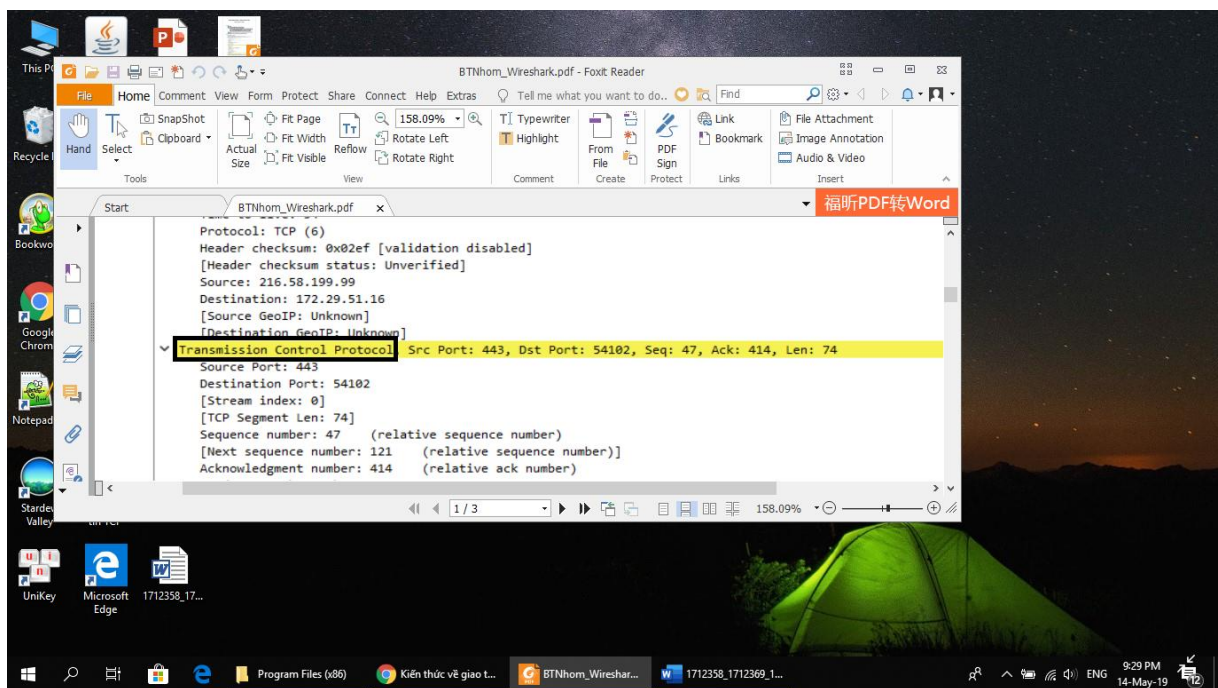 This P
BTNhom_Wireshark.pdf - Foxit Reader
File Home Comment View Form Protect Share Connect Help Extras Tell me what you want to do.. Find
Hand
Select
SnapShot
Clipboard
Actual Size
Fit Page
Fit Width
Fit Visible
Reflow
158.09%
Rotate Left
Rotate Right
Typewriter
Highlight
From File
PDF Sign
Link
Bookmark
File Attachment
Image Annotation
Audio & Video
Tools View Comment Create Protect Links Insert
Start BTNhom_Wireshark.pdf x 福昕PDF转Word
Protocol: TCP (6)
Header checksum: 0x02ef [validation disabled]
[Header checksum status: Unverified]
Source: 216.58.199.99
Destination: 172.29.51.16
[Source GeoIP: Unknown]
[Destination GeoIP: Unknown]
Transmission Control Protocol, Src Port: 443, Dst Port: 54102, Seq: 47, Ack: 414, Len: 74
Source Port: 443
Destination Port: 54102
[Stream index: 0]
[TCP Segment Len: 74]
Sequence number: 47 (relative sequence number)
[Next sequence number: 121 (relative sequence number)]
Acknowledgment number: 414 (relative ack number)
1 / 3 158.09%
Recycle
Bookwo
Google
Chrom
Notepad
Stardew
Valley
UniKey
Microsoft
Edge
1712358_17...
Program Files (x86) Kiến thức về giao t... BTNhom_Wireshar... 1712358_1712369_1... ENG 9:29 PM
14-May-19 12